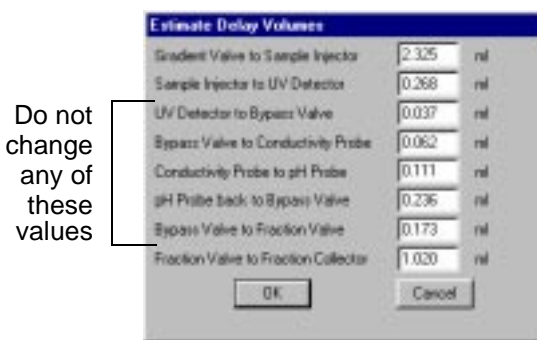 Estimate Delay Volumes
Gradient Valve to Sample Injector 2.325 ml
Sample Injector to UV Detector 0.268 ml
UV Detector to Bypass Valve 0.037 ml
Bypass Valve to Conductivity Probe 0.062 ml
Conductivity Probe to pH Probe 0.111 ml
pH Probe back to Bypass Valve 0.236 ml
Bypass Valve to Fraction Valve 0.173 ml
Fraction Valve to Fraction Collector 1.020 ml
OK Cancel
Do not
change
any of
these
values